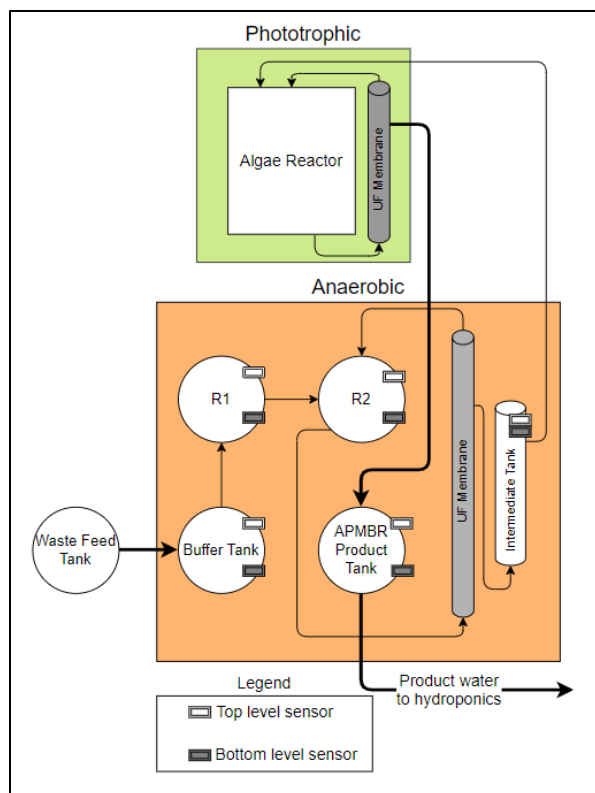 Phototrophic
Algae Reactor
UF Membrane
Anaerobic
R1
R2
UF Membrane
Intermediate Tank
Waste Feed
Tank
Buffer Tank
APMBR
Product
Tank
Product water
to hydroponics
Legend
Top level sensor
Bottom level sensor